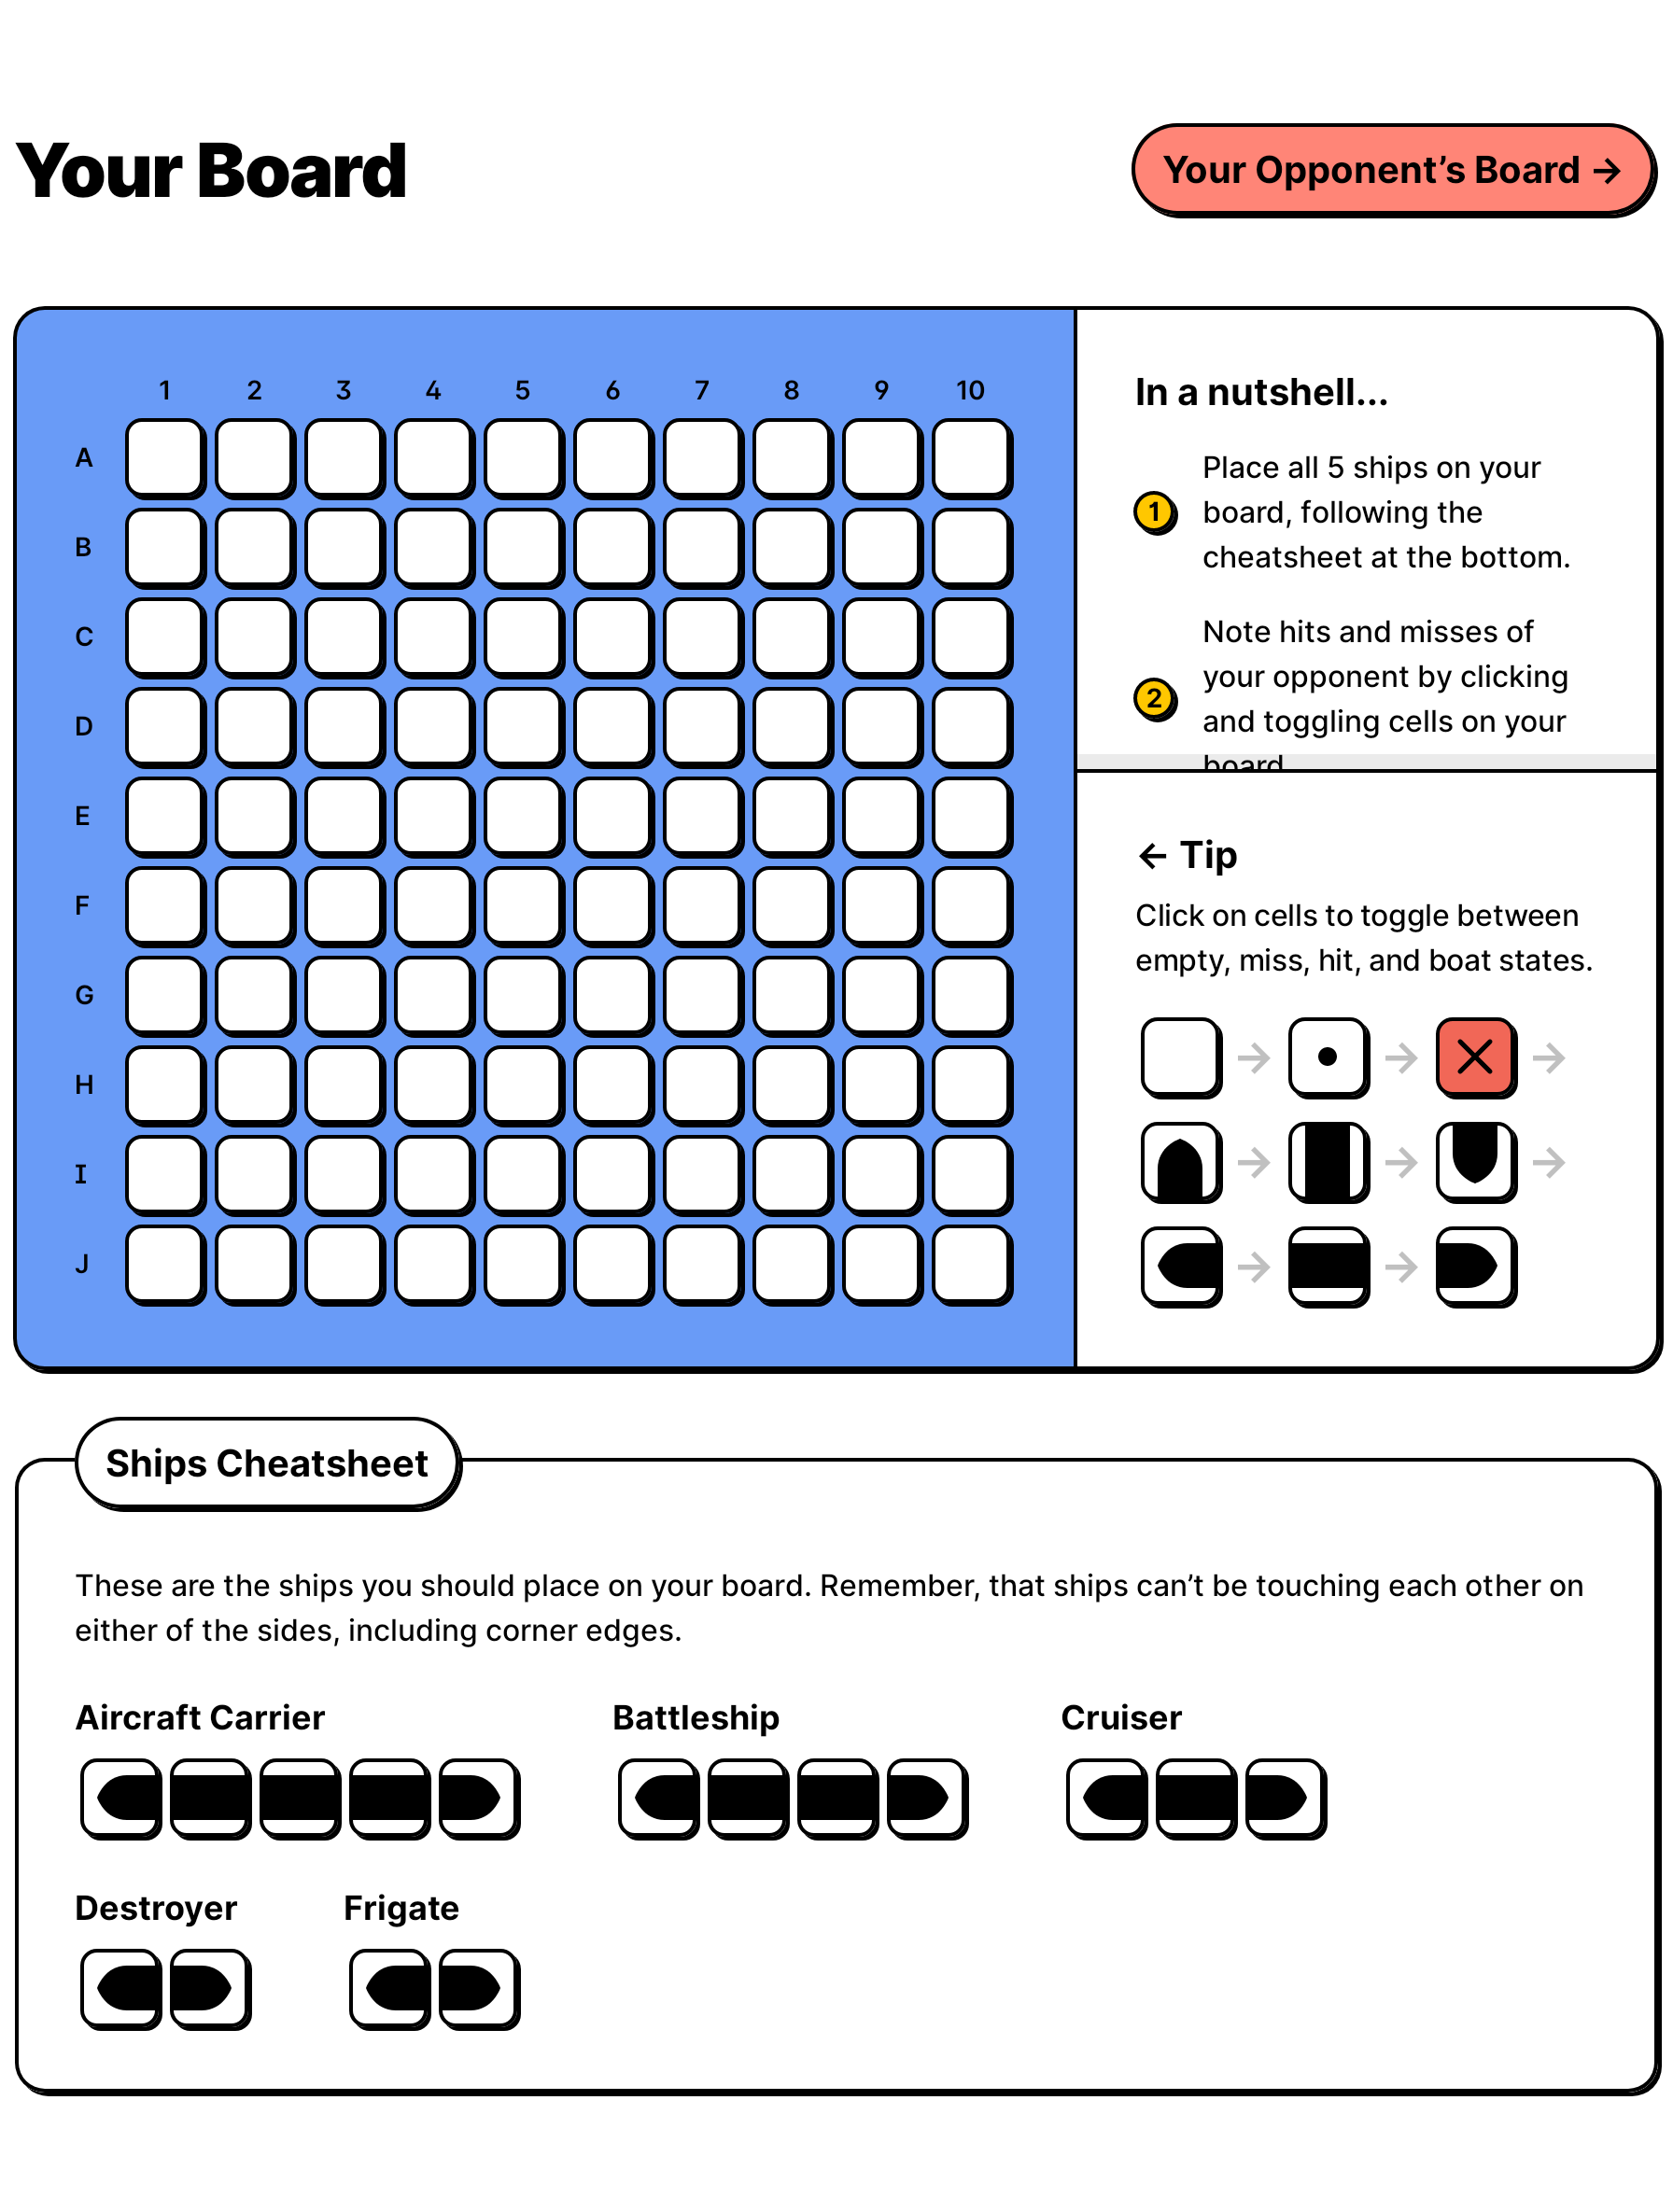 Your Board
Your Opponent’s Board →
1 2 3 4 5 6 7 8 9 10
A
B
C
D
E
F
G
H
I
J
In a nutshell...
1
Place all 5 ships on your
board, following the
cheatsheet at the bottom.
2
Note hits and misses of
your opponent by clicking
and toggling cells on your
board
← Tip
Click on cells to toggle between
empty, miss, hit, and boat states.
Ships Cheatsheet
These are the ships you should place on your board. Remember, that ships can’t be touching each other on
either of the sides, including corner edges.
Aircraft Carrier
Battleship
Cruiser
Destroyer
Frigate